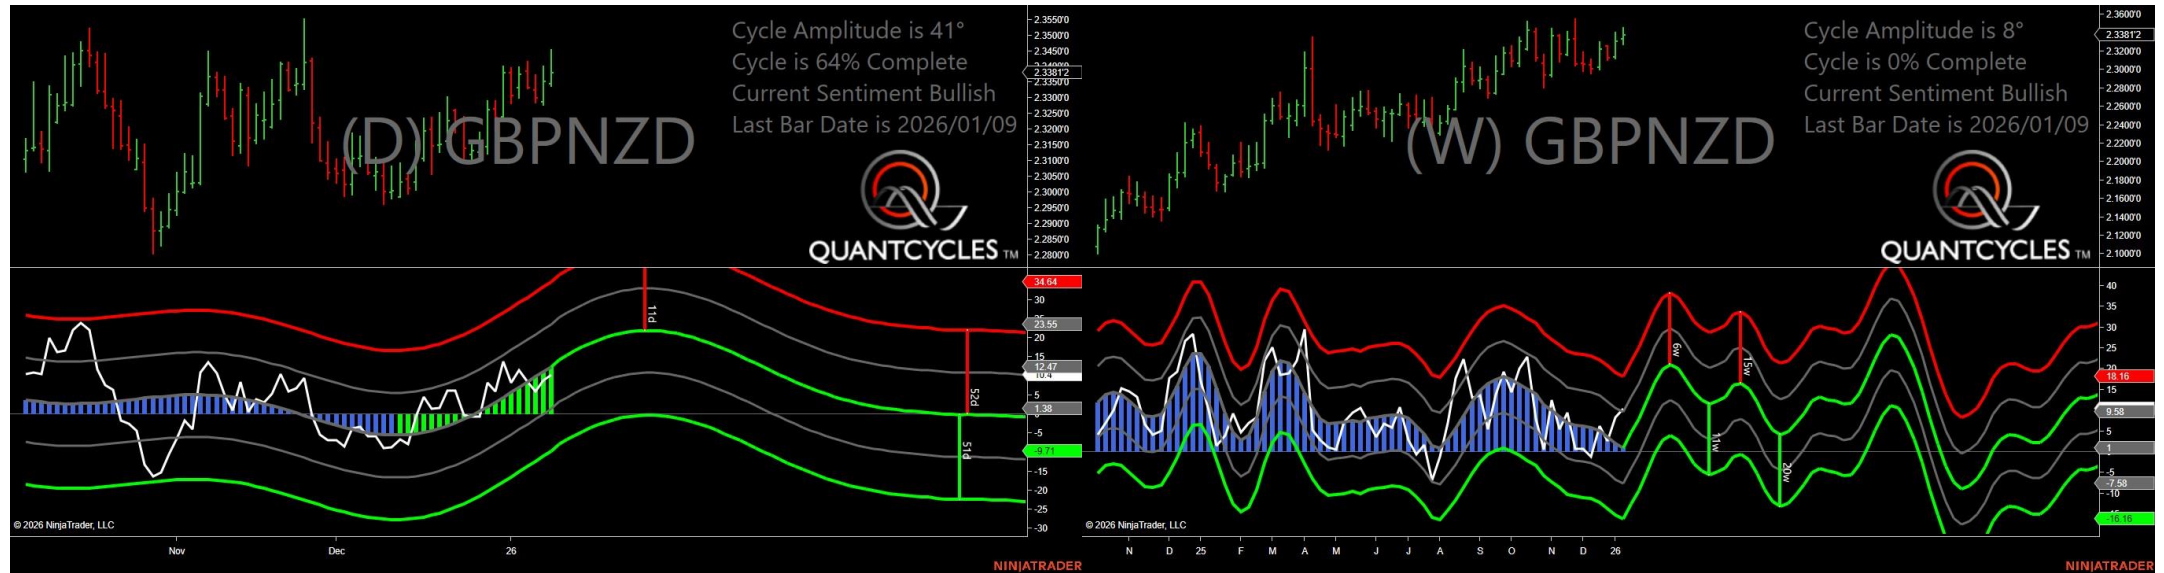 Cycle Amplitude is 41°
Cycle is 64% Complete
Current Sentiment Bullish
Last Bar Date is 2026/01/09
(D) GBPNZD
QUANTCYCLES TM
2.3550'0
2.3500'0
2.3450'0
2.3381'2
2.3350'0
2.3300'0
2.3250'0
2.3200'0
2.3150'0
2.3100'0
2.3050'0
2.3000'0
2.2950'0
2.2900'0
2.2850'0
2.2800'0
34.64
30
23.55
20
15
12.47
10.4
5
1.38
-5
-9.71
-15
-20
-25
-30
11d
52d
51d
© 2026 NinjaTrader, LLC
Nov
Dec
26
NINJATRADER
Cycle Amplitude is 8°
Cycle is 0% Complete
Current Sentiment Bullish
Last Bar Date is 2026/01/09
(W) GBPNZD
QUANTCYCLES TM
2.3600'0
2.3381'2
2.3200'0
2.3000'0
2.2800'0
2.2600'0
2.2400'0
2.2200'0
2.2000'0
2.1800'0
2.1600'0
2.1400'0
2.1200'0
2.1000'0
40
35
30
25
20
18.16
9.58
5
1
-5
-7.58
-10
-16.16
6w
15w
11w
20w
© 2026 NinjaTrader, LLC
N D 25 F M A M J J A S O N D 26
NINJATRADER